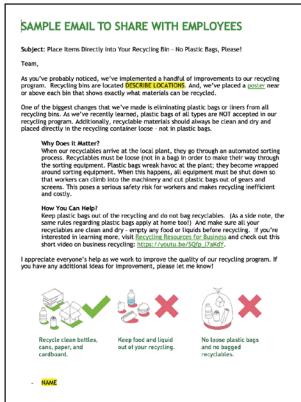 SAMPLE EMAIL TO SHARE WITH EMPLOYEES
Subject: Place Items Directly Into Your Recycling Bin – No Plastic Bags, Please!
Team,
As you've probably noticed, we've implemented a handful of improvements to our recycling
program. Recycling bins are located DESCRIBE LOCATIONS. And, we've placed a poster near
or above each bin that shows exactly what materials can be recycled.
One of the biggest changes that we've made is eliminating plastic bags or liners from all
recycling bins. As we've recently learned, plastic bags of all types are NOT accepted in our
recycling program. Additionally, recyclable materials should always be clean and dry and
placed directly in the recycling container loose – not in plastic bags.
Why Does It Matter?
When our recyclables arrive at the local plant, they go through an automated sorting
process. Recyclables must be loose (not in a bag) in order to make their way through
the sorting equipment. Plastic bags wreak havoc at the plant; they become wrapped
around sorting equipment. When this happens, all equipment must be shut down so
that workers can climb into the machinery and cut plastic bags out of gears and
screens. This poses a serious safety risk for workers and makes recycling inefficient
and costly.
How You Can Help?
Keep plastic bags out of the recycling and do not bag recyclables. (As a side note, the
same rules regarding plastic bags apply at home too!) And make sure all your
recyclables are clean and dry – empty any food or liquids before recycling. If you're
interested in learning more, visit Recycling Resources for Business and check out this
short video on business recycling:
I appreciate everyone's help as we work to improve the quality of our recycling program. If
you have any additional ideas for improvement, please let me know!
Recycle clean bottles,
cans, paper, and
cardboard.
Keep food and liquid
out of your recycling.
No loose plastic bags
and no bagged
recyclables.
- NAME